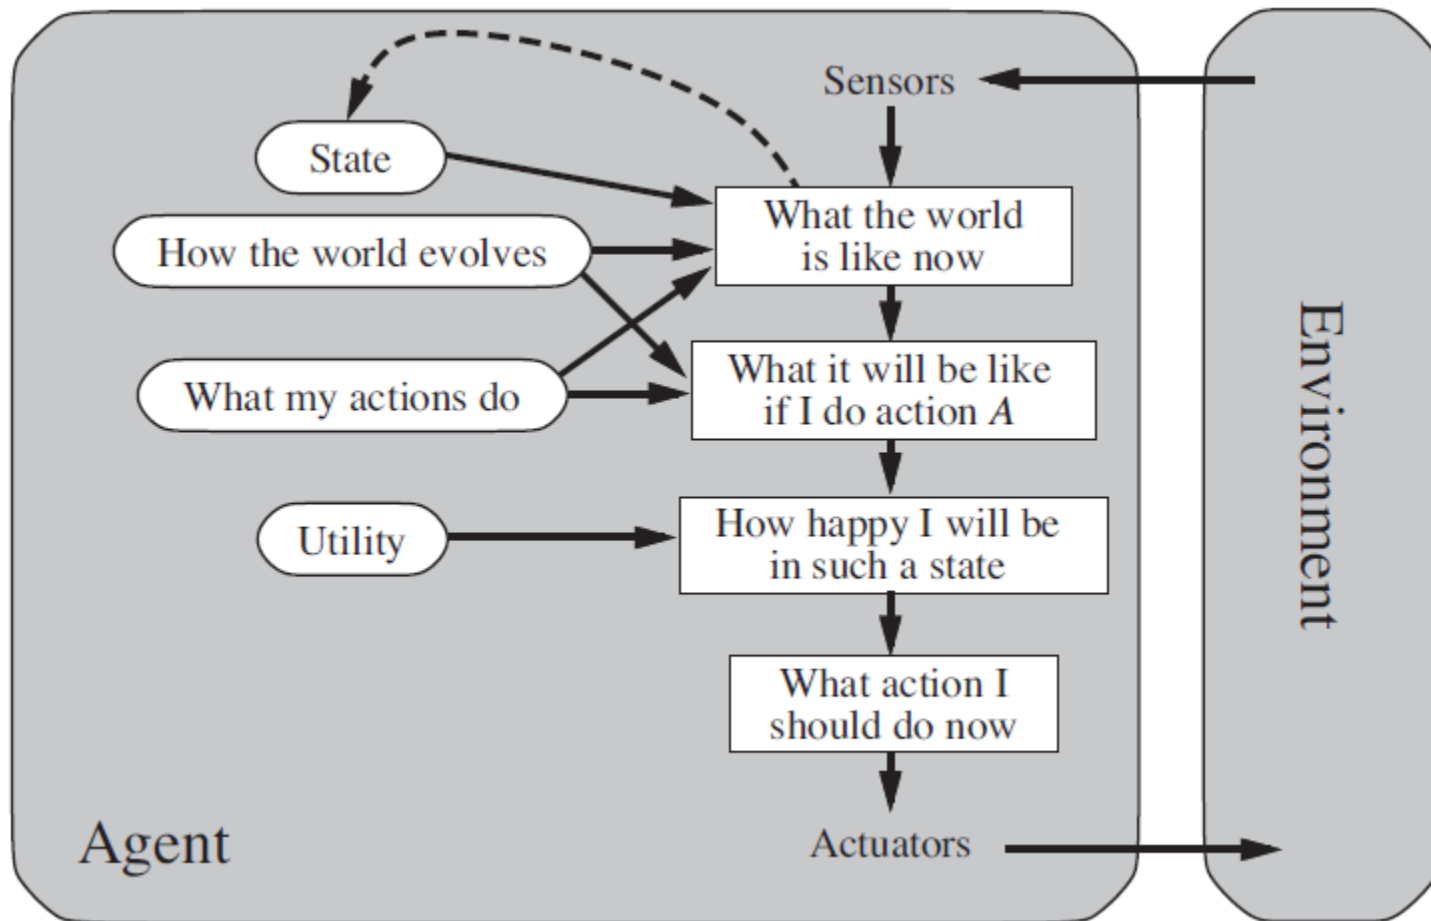 Sensors
State
What the world
is like now
How the world evolves
What my actions do
What it will be like
if I do action A
Utility
How happy I will be
in such a state
What action I
should do now
Agent
Actuators
Environment